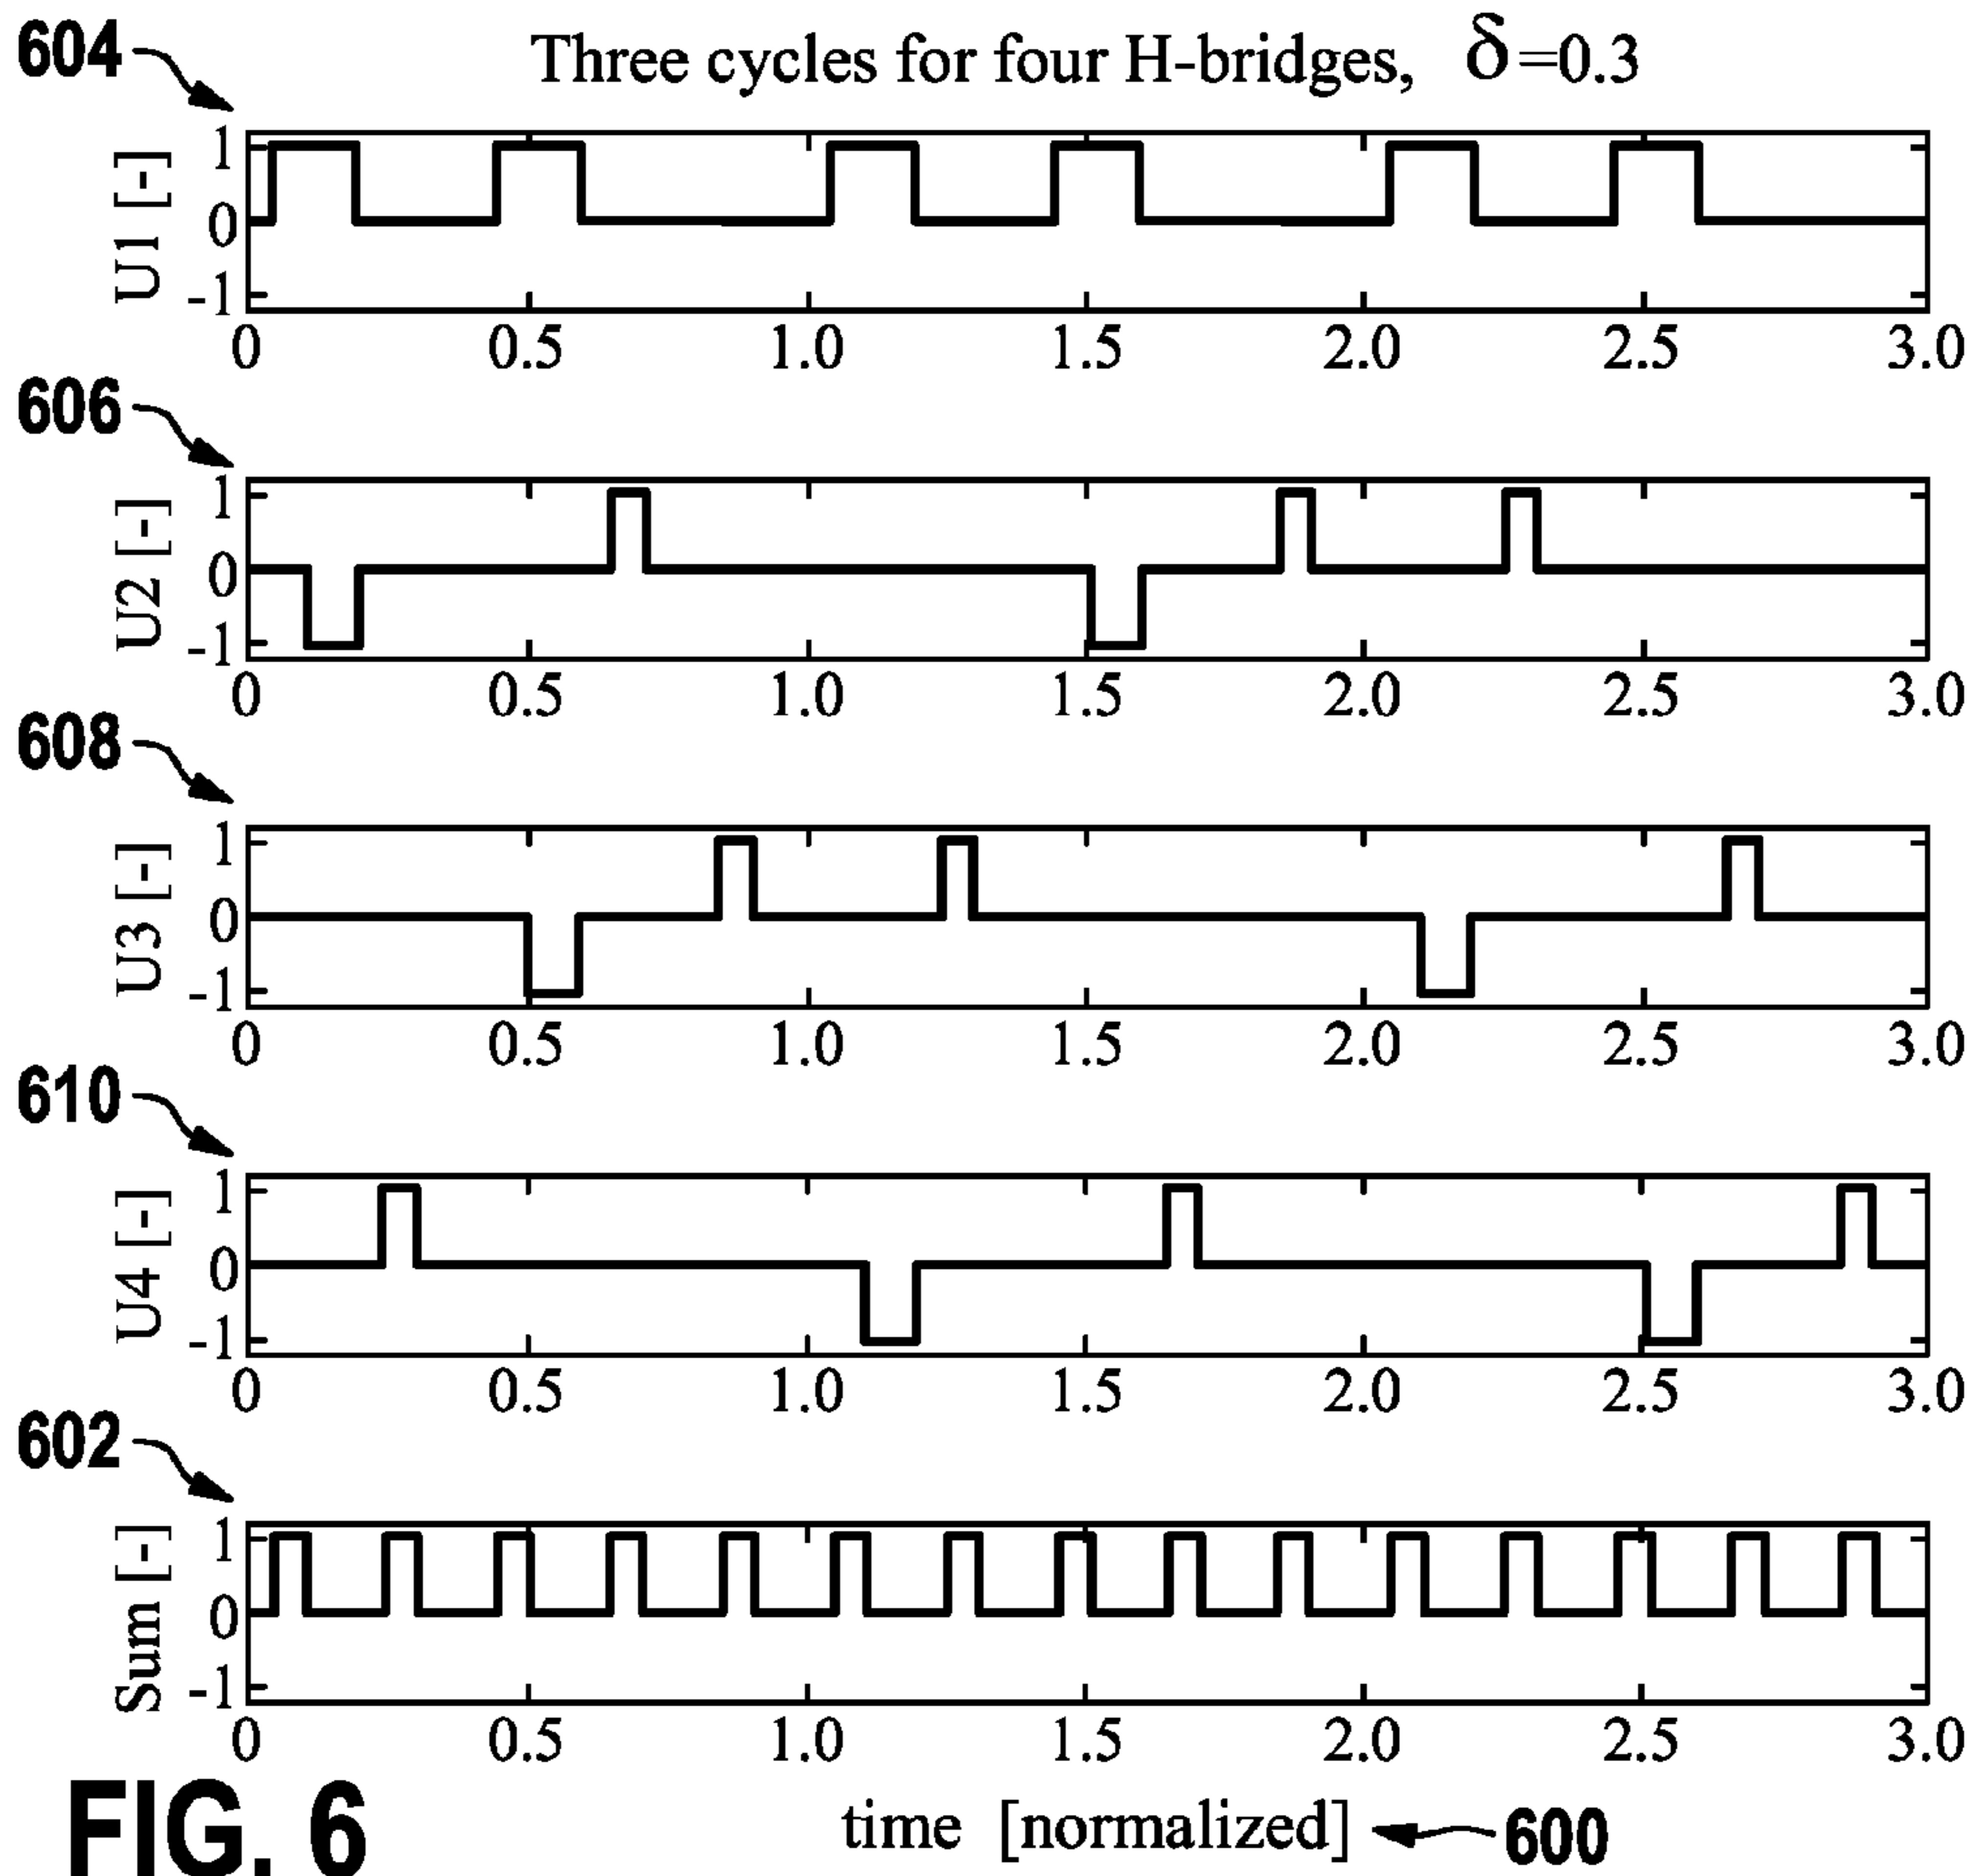 604
Three cycles for four H-bridges, δ=0.3
U1 [-]
1
0
-1
0 0.5 1.0 1.5 2.0 2.5 3.0
606
U2 [-]
1
0
-1
0 0.5 1.0 1.5 2.0 2.5 3.0
608
U3 [-]
1
0
-1
0 0.5 1.0 1.5 2.0 2.5 3.0
610
U4 [-]
1
0
-1
0 0.5 1.0 1.5 2.0 2.5 3.0
602
Sum [-]
1
0
-1
0 0.5 1.0 1.5 2.0 2.5 3.0
FIG. 6
time [normalized]
600